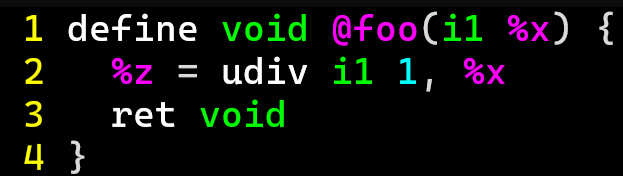 1 define void @foo(i1 %x) {
2   %z = udiv i1 1, %x
3   ret void
4 }